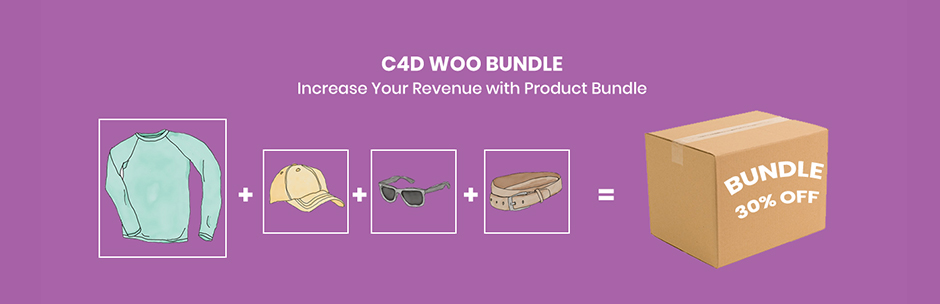 C4D WOO BUNDLE
Increase Your Revenue with Product Bundle
+ + + =
BUNDLE
30% OFF